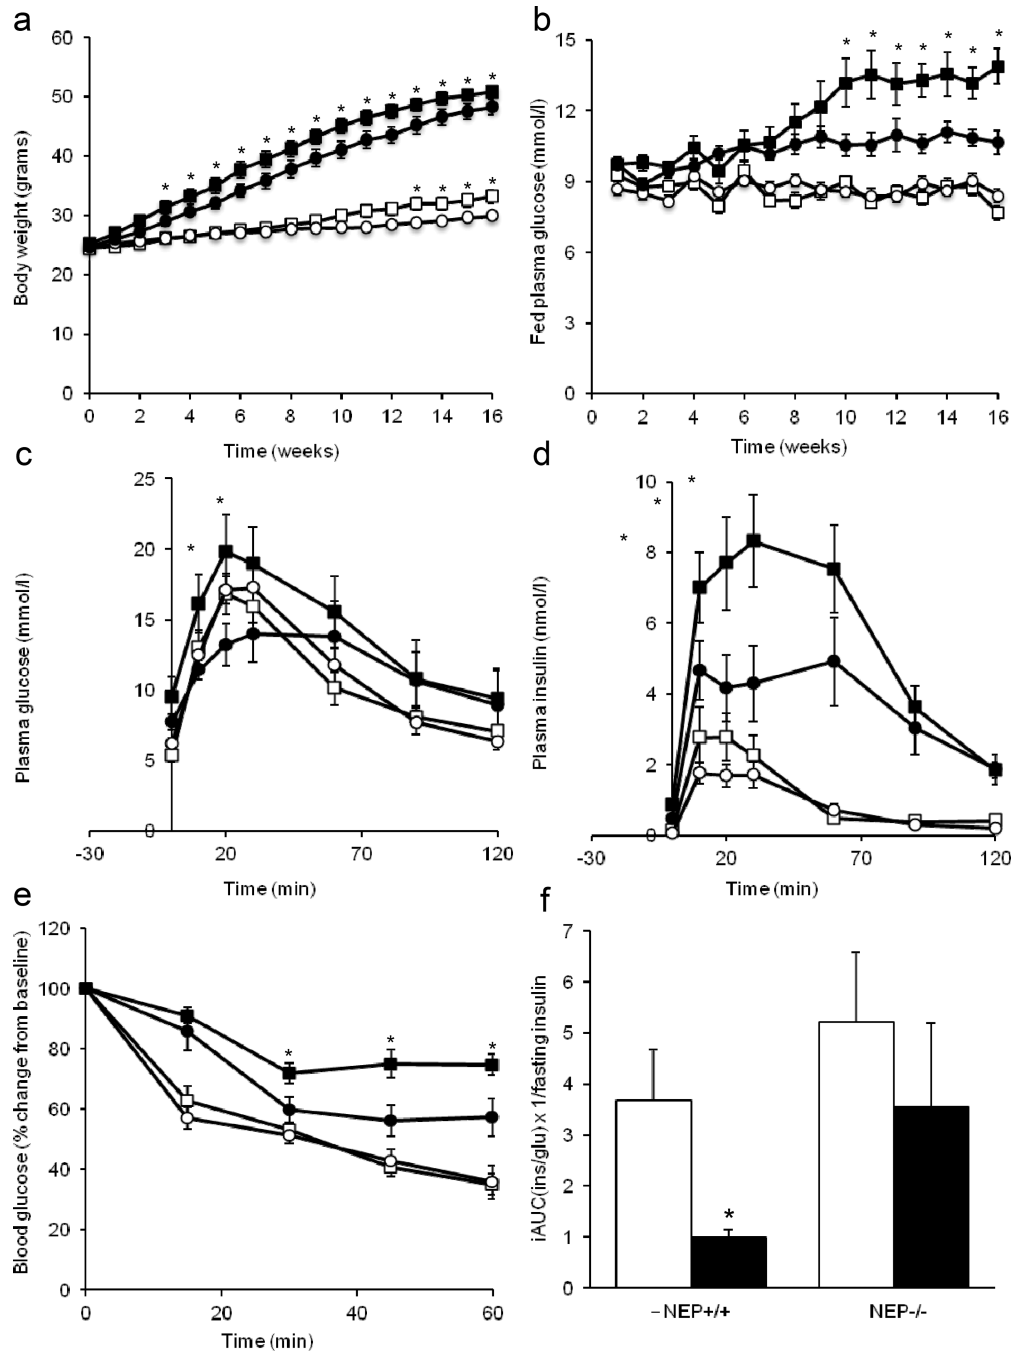 a
Body weight (grams)
60
50
40
30
20
10
0
* * * * * * * * * * * * * *
* * * *
0 2 4 6 8 10 12 14 16
Time (weeks)
b
Fed plasma glucose (mmol/l)
15
12
9
6
3
0
* * * * * * *
0 2 4 6 8 10 12 14 16
Time (weeks)
c
Plasma glucose (mmol/l)
25
20
15
10
5
0
* *
-30 20 70 120
Time (min)
d
Plasma insulin (nmol/l)
10
8
6
4
2
0
* * *
-30 20 70 120
Time (min)
e
Blood glucose (% change from baseline)
120
100
80
60
40
20
0
* * *
0 20 40 60
Time (min)
f
iAUC(ins/glu) x 1/fasting insulin
7
6
5
4
3
2
1
0
*
–NEP+/+ NEP-/-